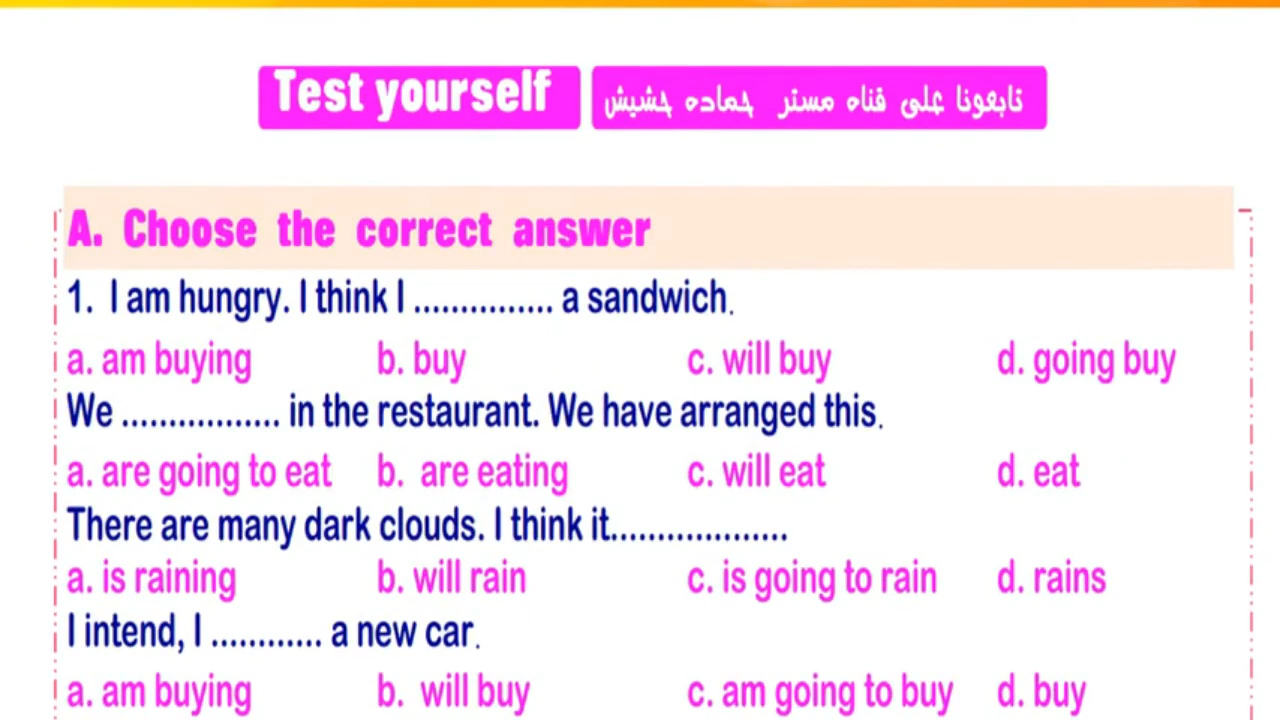 Test yourself
تابعونا على قناه مستر حماده حشيش
A. Choose the correct answer
1. I am hungry. I think I ............... a sandwich.
a. am buying b. buy c. will buy d. going buy
We ................. in the restaurant. We have arranged this.
a. are going to eat b. are eating c. will eat d. eat
There are many dark clouds. I think it...................
a. is raining b. will rain c. is going to rain d. rains
I intend, I ............ a new car.
a. am buying b. will buy c. am going to buy d. buy